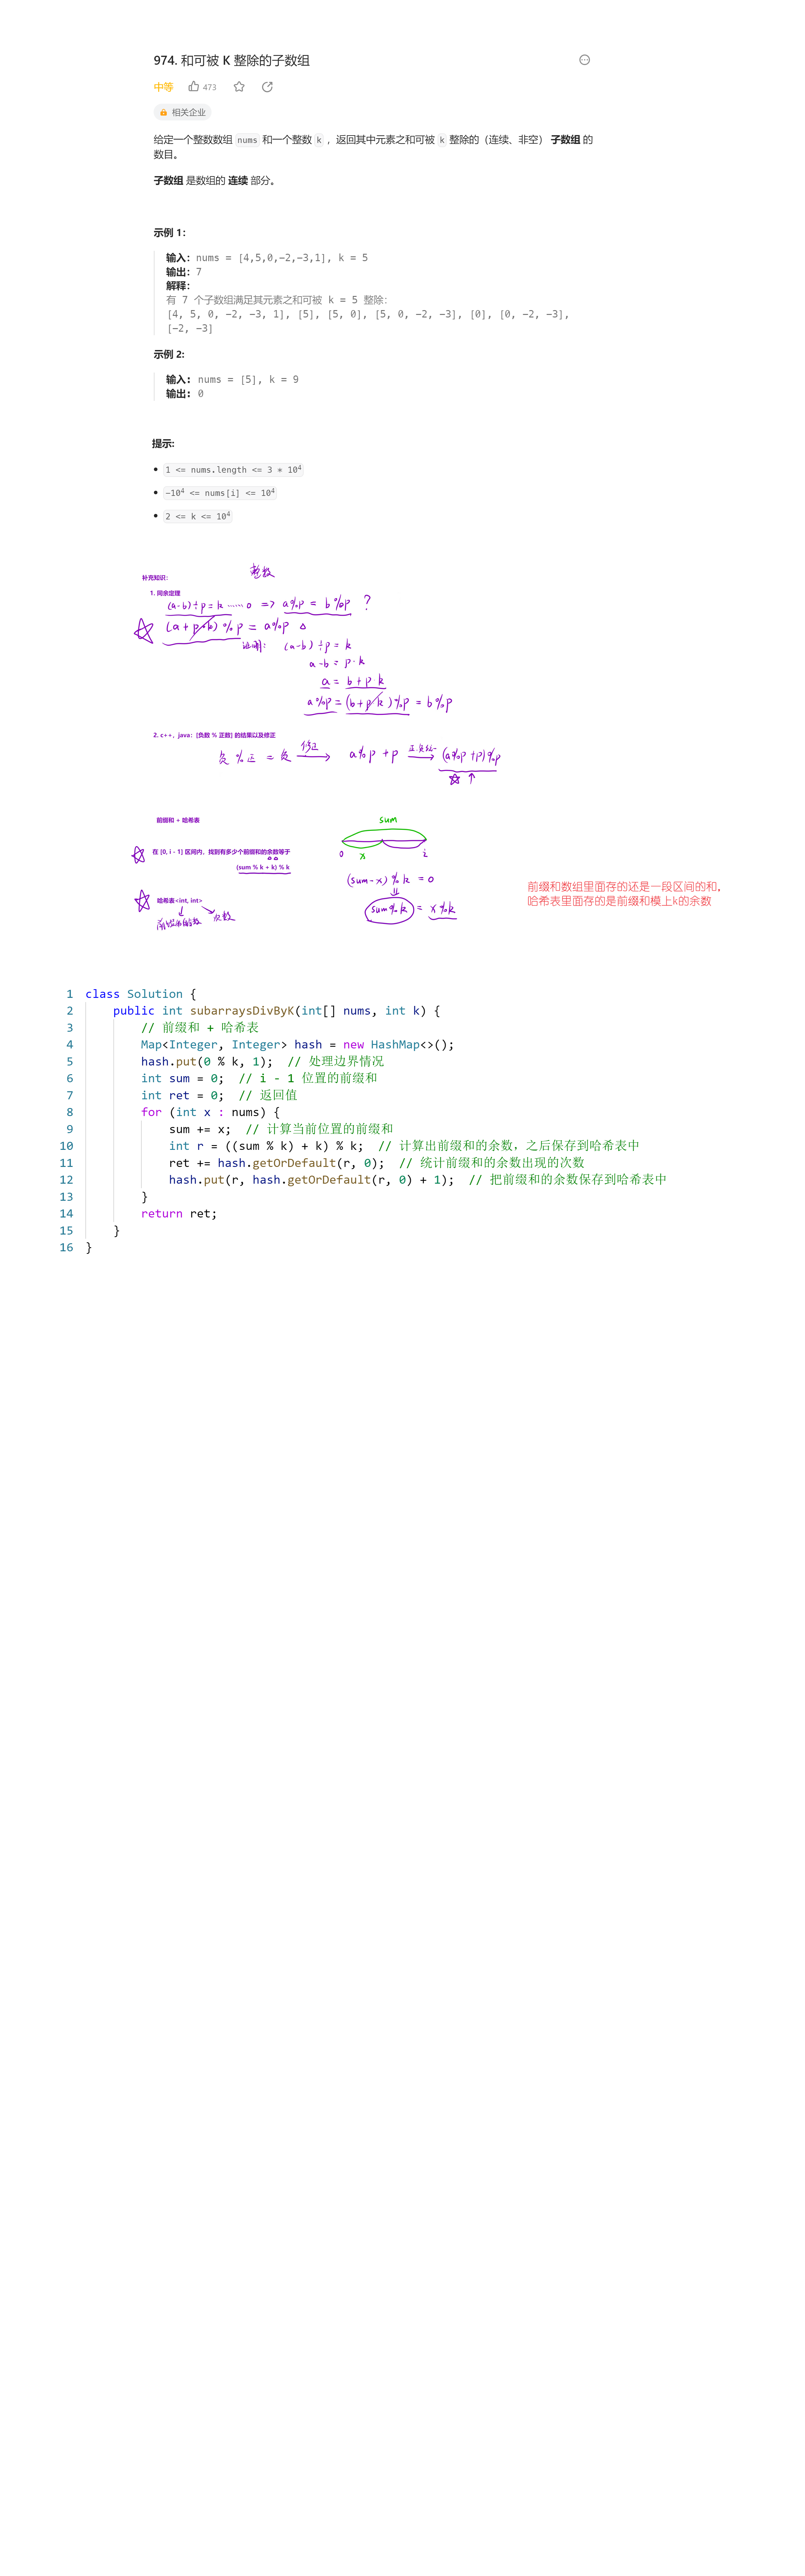 974. 和可被 K 整除的子数组
中等 473
相关企业
给定一个整数数组 nums 和一个整数 k ，返回其中元素之和可被 k 整除的（连续、非空） 子数组 的
数目。
子数组 是数组的 连续 部分。
示例 1：
输入：nums = [4,5,0,-2,-3,1], k = 5
输出：7
解释：
有 7 个子数组满足其元素之和可被 k = 5 整除：
[4, 5, 0, -2, -3, 1], [5], [5, 0], [5, 0, -2, -3], [0], [0, -2, -3],
[-2, -3]
示例 2:
输入: nums = [5], k = 9
输出: 0
提示:
1 <= nums.length <= 3 * 10⁴
-10⁴ <= nums[i] <= 10⁴
2 <= k <= 10⁴
整数
补充知识：
1. 同余定理
(a-b)÷p = k ······ 0 => a%p = b%p ?
(a + p·k) % p = a%p △
证明： (a-b) ÷p = k
a-b = p·k
a = b + p·k
a%p = (b+p·k)%p = b%p
2. c++，java：[负数 % 正数] 的结果以及修正
负 % 正 = 负 修正 a%p + p 正负统一 (a%p +p)%p
前缀和 + 哈希表
sum
0 x i
在 [0, i - 1] 区间内，找到有多少个前缀和的余数等于
(sum % k + k) % k
(sum-x) % k = 0
哈希表<int, int>
sum%k = x%k
前缀和的余数 次数
前缀和数组里面存的还是一段区间的和，
哈希表里面存的是前缀和模上k的余数
1 class Solution {
2 public int subarraysDivByK(int[] nums, int k) {
3 // 前缀和 + 哈希表
4 Map<Integer, Integer> hash = new HashMap<>();
5 hash.put(0 % k, 1); // 处理边界情况
6 int sum = 0; // i - 1 位置的前缀和
7 int ret = 0; // 返回值
8 for (int x : nums) {
9 sum += x; // 计算当前位置的前缀和
10 int r = ((sum % k) + k) % k; // 计算出前缀和的余数，之后保存到哈希表中
11 ret += hash.getOrDefault(r, 0); // 统计前缀和的余数出现的次数
12 hash.put(r, hash.getOrDefault(r, 0) + 1); // 把前缀和的余数保存到哈希表中
13 }
14 return ret;
15 }
16 }